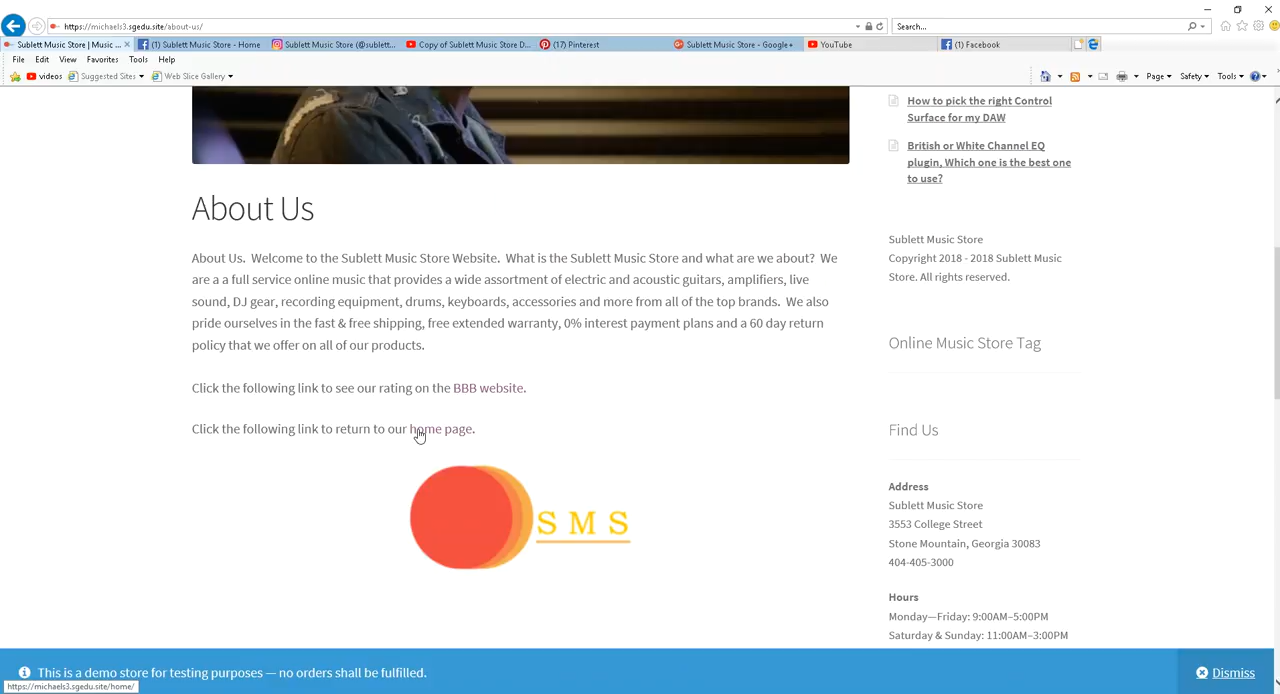 https://michaels3.sgedu.site/about-us/
Search...
Sublett Music Store | Music ...
(1) Sublett Music Store - Home
Sublett Music Store (@sublett...
Copy of Sublett Music Store D...
(17) Pinterest
Sublett Music Store - Google+
YouTube
(1) Facebook
File Edit View Favorites Tools Help
videos Suggested Sites Web Slice Gallery
Page Safety Tools
How to pick the right Control
Surface for my DAW
British or White Channel EQ
plugin, Which one is the best one
to use?
About Us
About Us. Welcome to the Sublett Music Store Website. What is the Sublett Music Store and what are we about? We
are a a full service online music that provides a wide assortment of electric and acoustic guitars, amplifiers, live
sound, DJ gear, recording equipment, drums, keyboards, accessories and more from all of the top brands. We also
pride ourselves in the fast & free shipping, free extended warranty, 0% interest payment plans and a 60 day return
policy that we offer on all of our products.
Click the following link to see our rating on the BBB website.
Click the following link to return to our home page.
S M S
Sublett Music Store
Copyright 2018 - 2018 Sublett Music
Store. All rights reserved.
Online Music Store Tag
Find Us
Address
Sublett Music Store
3553 College Street
Stone Mountain, Georgia 30083
404-405-3000
Hours
Monday—Friday: 9:00AM–5:00PM
Saturday & Sunday: 11:00AM–3:00PM
This is a demo store for testing purposes — no orders shall be fulfilled.
Dismiss
https://michaels3.sgedu.site/home/